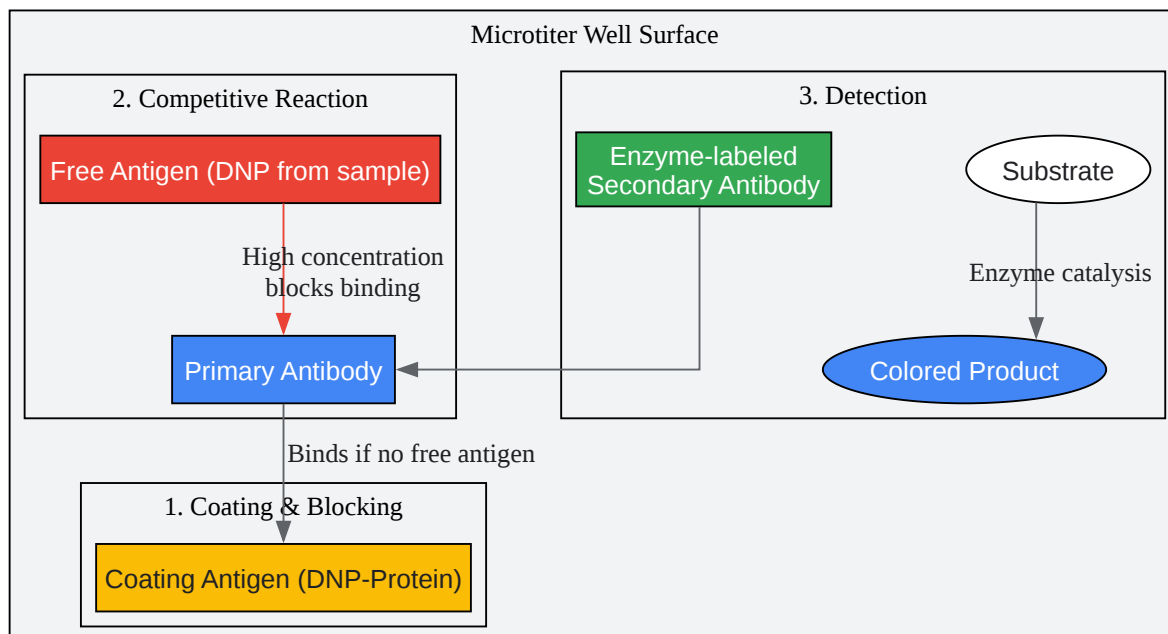 Microtiter Well Surface
2. Competitive Reaction
Free Antigen (DNP from sample)
High concentration
blocks binding
Primary Antibody
Binds if no free antigen
1. Coating & Blocking
Coating Antigen (DNP-Protein)
3. Detection
Enzyme-labeled
Secondary Antibody
Substrate
Enzyme catalysis
Colored Product